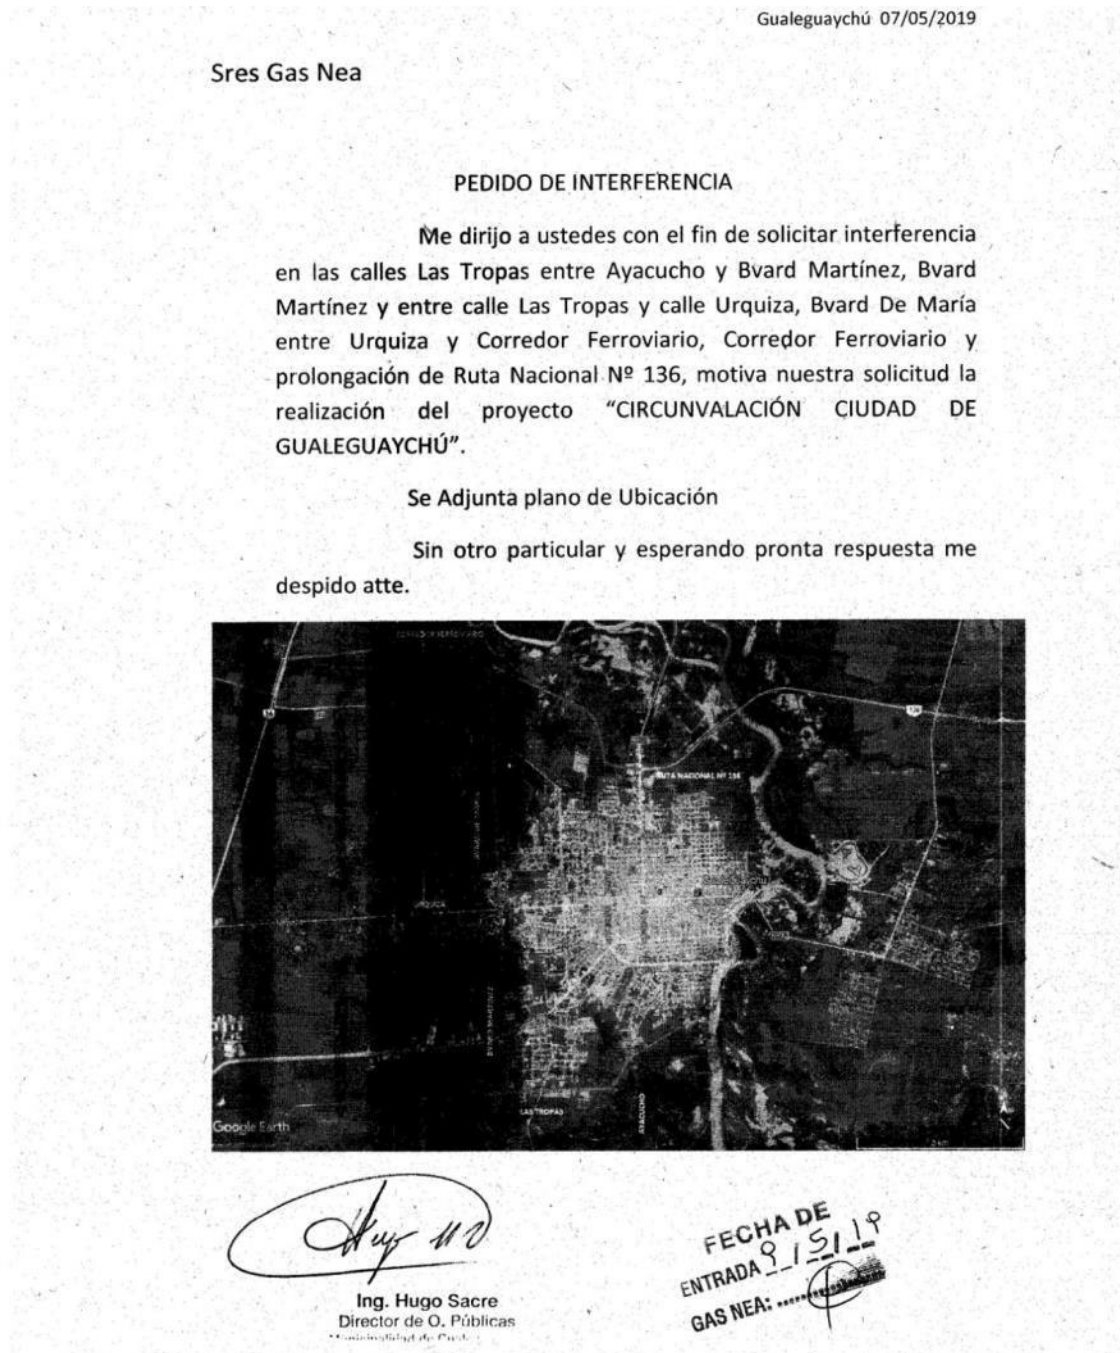 Gualeguaychú 07/05/2019
Sres Gas Nea
PEDIDO DE INTERFERENCIA
Me dirijo a ustedes con el fin de solicitar interferencia
en las calles Las Tropas entre Ayacucho y Bvard Martínez, Bvard
Martínez y entre calle Las Tropas y calle Urquiza, Bvard De María
entre Urquiza y Corredor Ferroviario, Corredor Ferroviario y
prolongación de Ruta Nacional Nº 136, motiva nuestra solicitud la
realización del proyecto “CIRCUNVALACIÓN CIUDAD DE
GUALEGUAYCHÚ”.
Se Adjunta plano de Ubicación
Sin otro particular y esperando pronta respuesta me
despido atte.
CORREDOR FERROVIARIO
RUTA NACIONAL Nº 136
URQUIZA
BVARD MARTINEZ
LAS TROPAS
AYACUCHO
Google Earth
Ing. Hugo Sacre
Director de O. Públicas
FECHA DE
ENTRADA 9/5/19
GAS NEA: